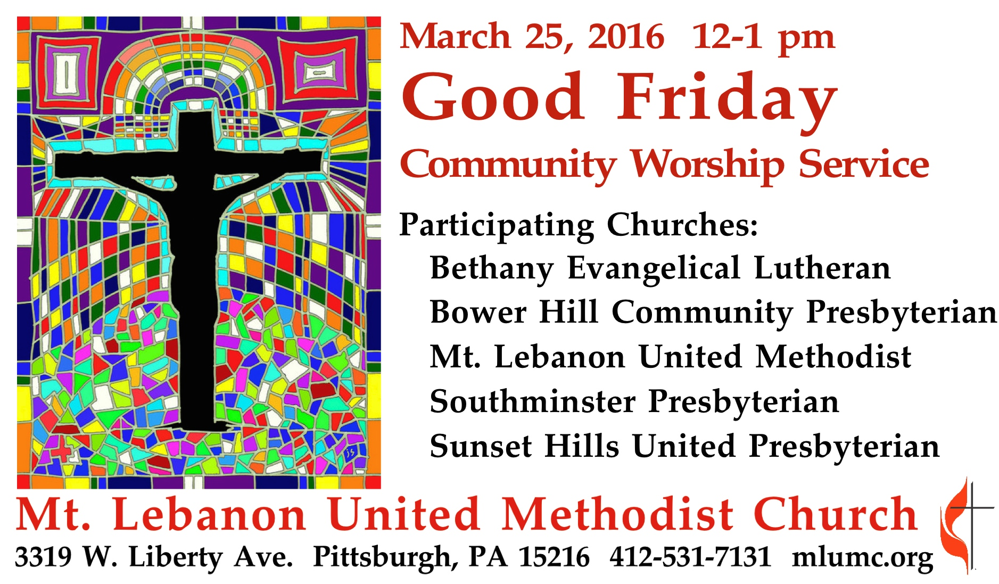 March 25, 2016 12-1 pm
Good Friday
Community Worship Service
Participating Churches:
Bethany Evangelical Lutheran
Bower Hill Community Presbyterian
Mt. Lebanon United Methodist
Southminster Presbyterian
Sunset Hills United Presbyterian
js
Mt. Lebanon United Methodist Church
3319 W. Liberty Ave. Pittsburgh, PA 15216 412-531-7131 mlumc.org